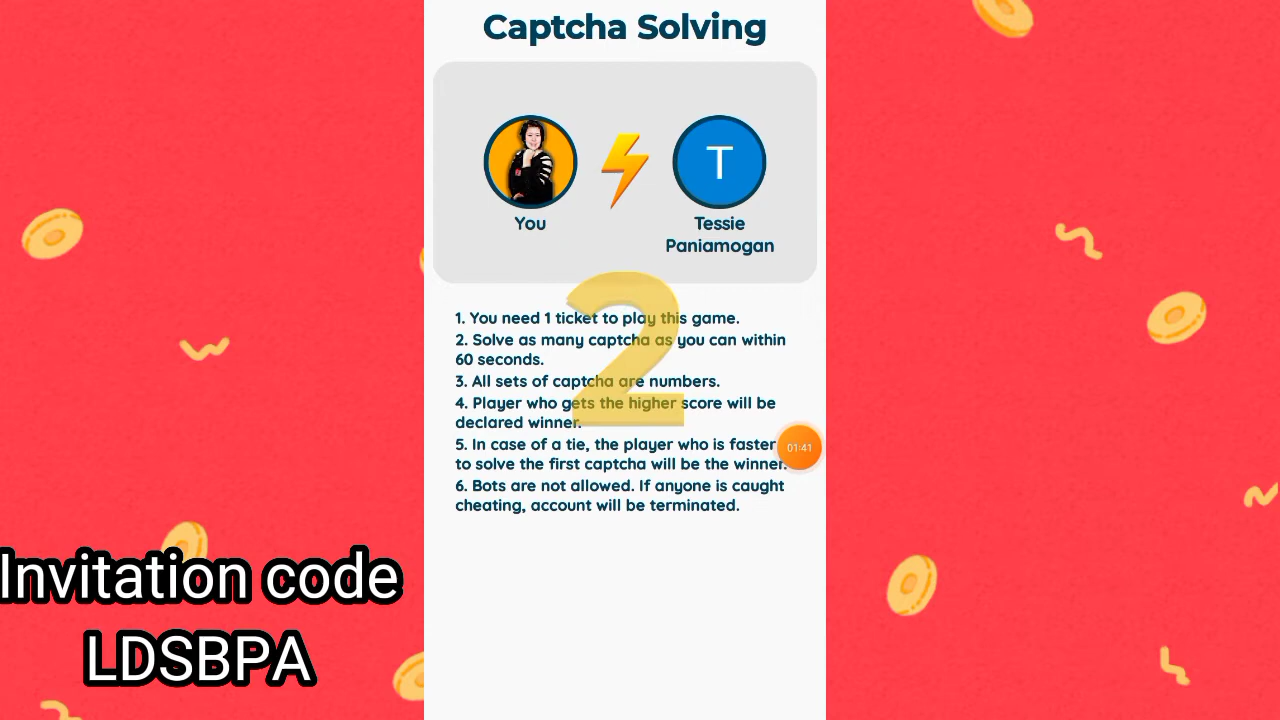 Captcha Solving
T
You
Tessie
Paniamogan
2
1. You need 1 ticket to play this game.
2. Solve as many captcha as you can within
60 seconds.
3. All sets of captcha are numbers.
4. Player who gets the higher score will be
declared winner.
5. In case of a tie, the player who is faster
to solve the first captcha will be the winner.
01:41
6. Bots are not allowed. If anyone is caught
cheating, account will be terminated.
Invitation code
LDSBPA